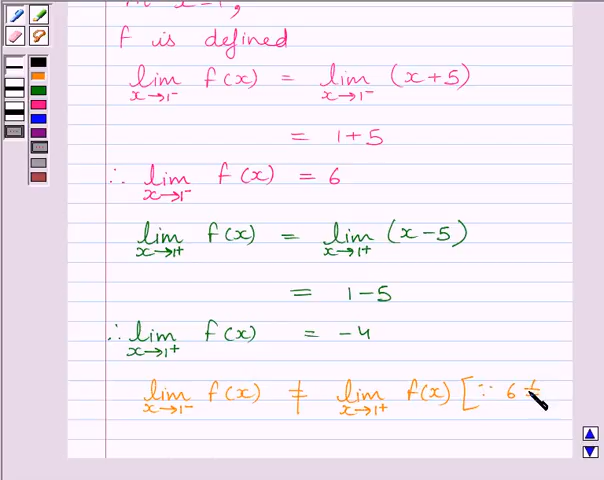 f is defined
lim x→1⁻ f(x) = lim x→1⁻ (x+5)
= 1+5
∴ lim x→1⁻ f(x) = 6
lim x→1⁺ f(x) = lim x→1⁺ (x−5)
= 1−5
∴ lim x→1⁺ f(x) = −4
lim x→1⁻ f(x) ≠ lim x→1⁺ f(x) [∵ 6 ≠